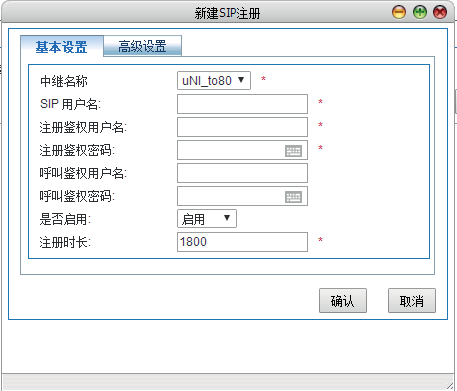 新建SIP注册
基本设置 高级设置
中继名称 uNI_to80 *
SIP 用户名: *
注册鉴权用户名: *
注册鉴权密码: *
呼叫鉴权用户名:
呼叫鉴权密码:
是否启用: 启用
注册时长: 1800 *
确认 取消